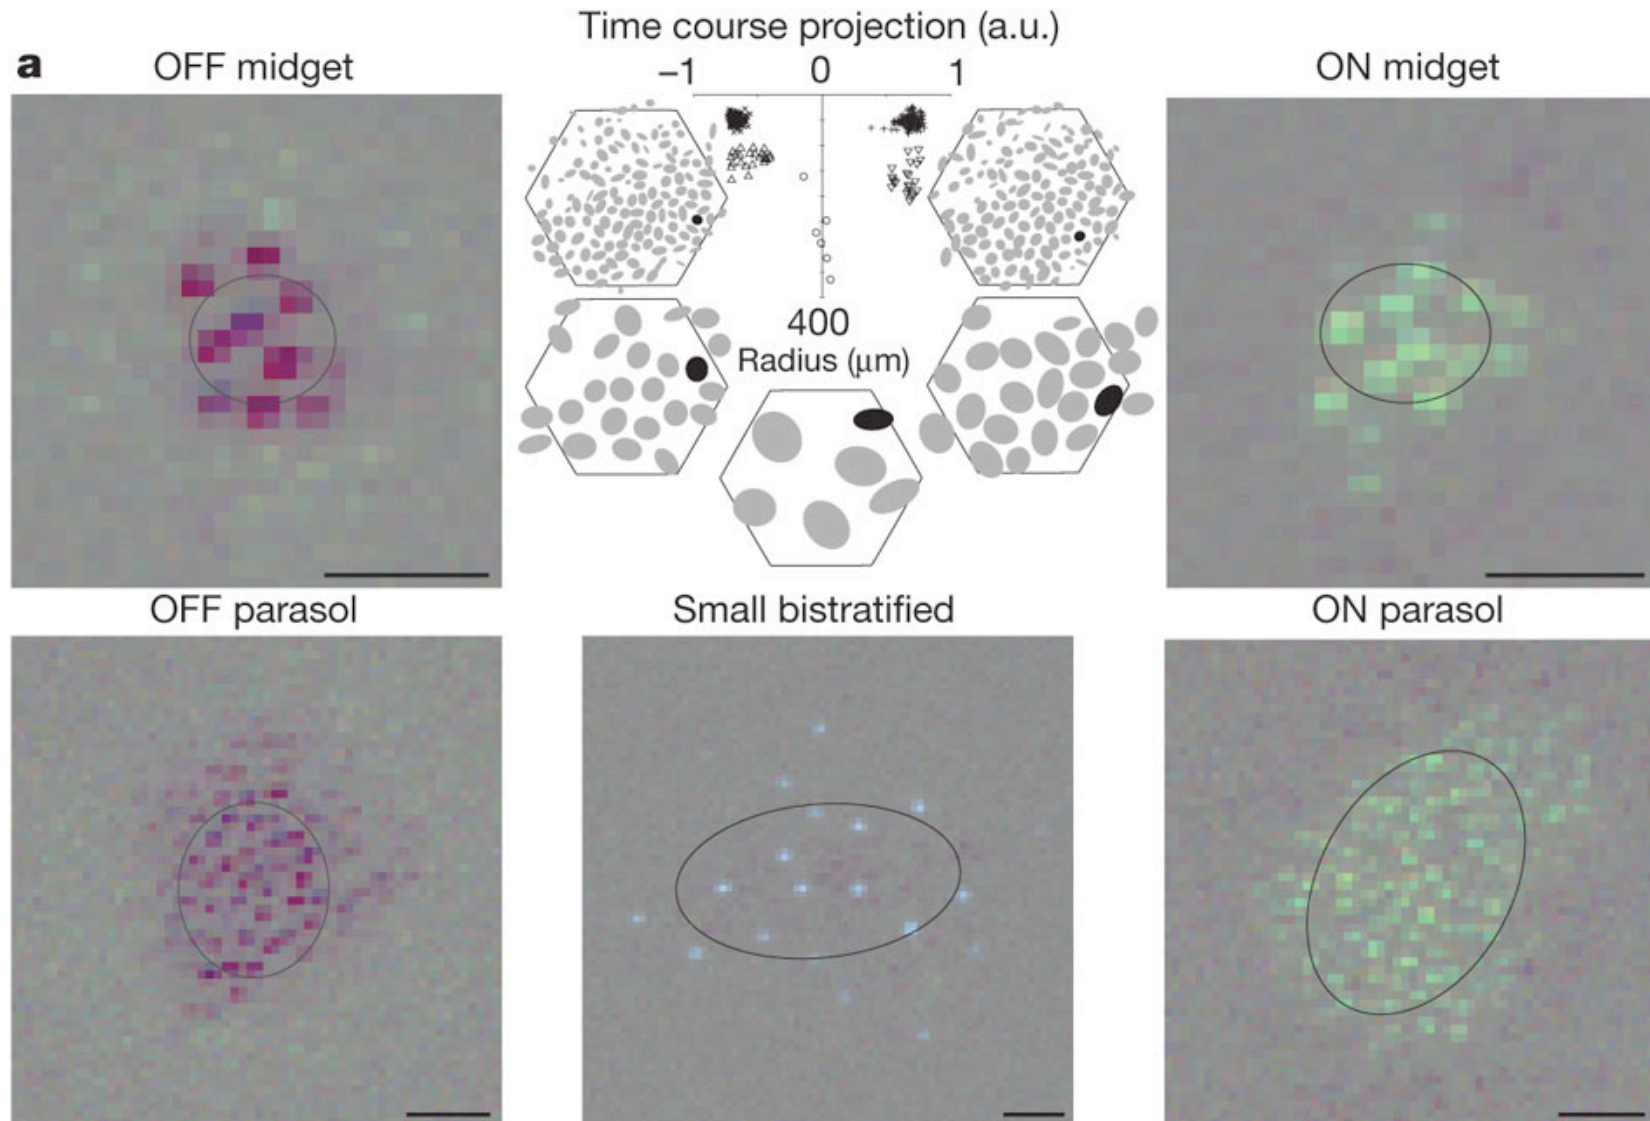 Time course projection (a.u.)
a
OFF midget
−1
0
1
ON midget
400
Radius (μm)
OFF parasol
Small bistratified
ON parasol